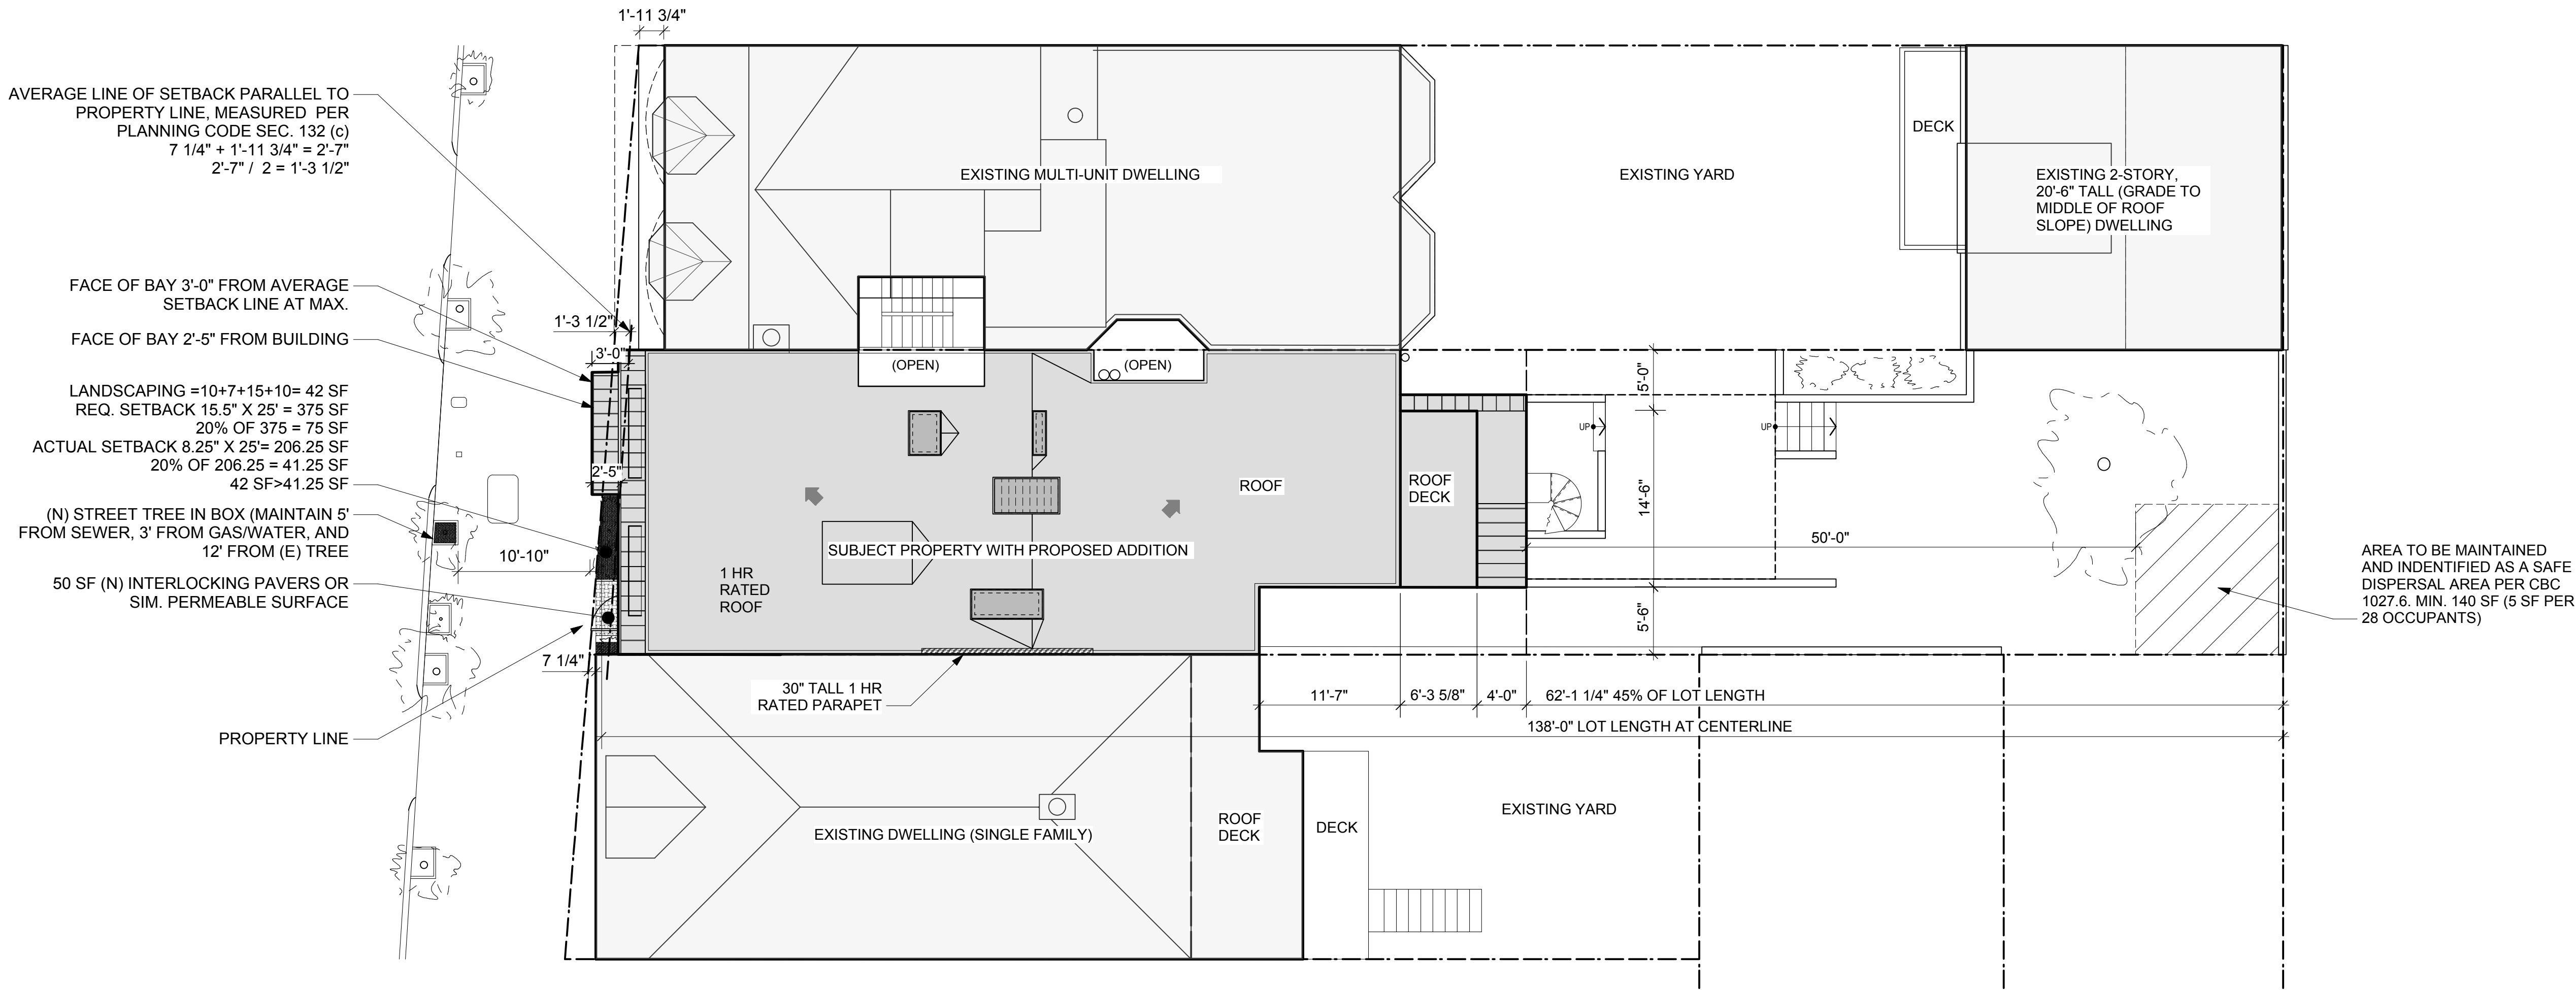 1'-11 3/4"
AVERAGE LINE OF SETBACK PARALLEL TO
PROPERTY LINE, MEASURED PER
PLANNING CODE SEC. 132 (c)
7 1/4" + 1'-11 3/4" = 2'-7"
2'-7" / 2 = 1'-3 1/2"
FACE OF BAY 3'-0" FROM AVERAGE
SETBACK LINE AT MAX.
FACE OF BAY 2'-5" FROM BUILDING
LANDSCAPING =10+7+15+10= 42 SF
REQ. SETBACK 15.5" X 25' = 375 SF
20% OF 375 = 75 SF
ACTUAL SETBACK 8.25" X 25'= 206.25 SF
20% OF 206.25 = 41.25 SF
42 SF>41.25 SF
(N) STREET TREE IN BOX (MAINTAIN 5'
FROM SEWER, 3' FROM GAS/WATER, AND
12' FROM (E) TREE
50 SF (N) INTERLOCKING PAVERS OR
SIM. PERMEABLE SURFACE
PROPERTY LINE
10'-10"
7 1/4"
1'-3 1/2"
3'-0"
2'-5"
EXISTING MULTI-UNIT DWELLING
EXISTING YARD
DECK
EXISTING 2-STORY,
20'-6" TALL (GRADE TO
MIDDLE OF ROOF
SLOPE) DWELLING
(OPEN)
(OPEN)
ROOF
ROOF
DECK
SUBJECT PROPERTY WITH PROPOSED ADDITION
1 HR
RATED
ROOF
UP
UP
5'-0"
14'-6"
5'-6"
50'-0"
AREA TO BE MAINTAINED
AND INDENTIFIED AS A SAFE
DISPERSAL AREA PER CBC
1027.6. MIN. 140 SF (5 SF PER
28 OCCUPANTS)
30" TALL 1 HR
RATED PARAPET
11'-7"
6'-3 5/8"
4'-0"
62'-1 1/4" 45% OF LOT LENGTH
138'-0" LOT LENGTH AT CENTERLINE
EXISTING DWELLING (SINGLE FAMILY)
ROOF
DECK
DECK
EXISTING YARD